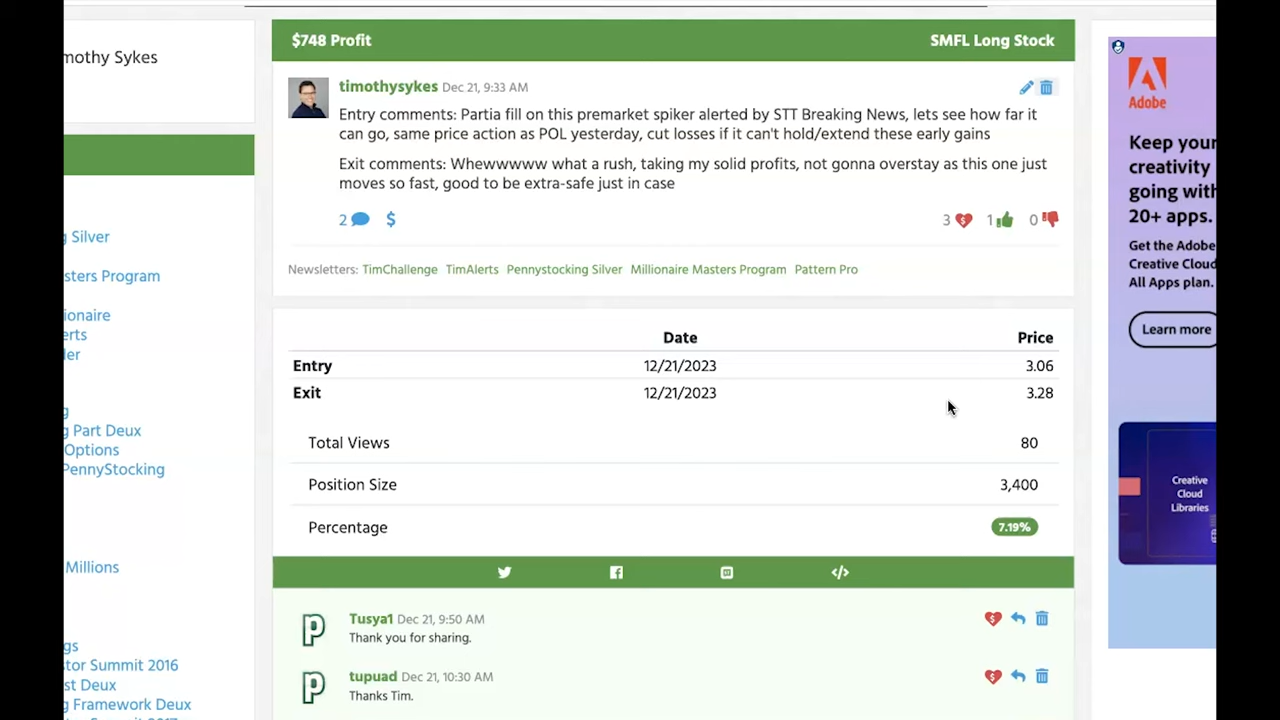 mothy Sykes
g Silver
sters Program
ionaire
erts
ler
g
g Part Deux
Options
PennyStocking
Millions
gs
stor Summit 2016
st Deux
g Framework Deux
$748 Profit
SMFL Long Stock
timothysykes Dec 21, 9:33 AM
Entry comments: Partia fill on this premarket spiker alerted by STT Breaking News, lets see how far it
can go, same price action as POL yesterday, cut losses if it can't hold/extend these early gains
Exit comments: Whewwwww what a rush, taking my solid profits, not gonna overstay as this one just
moves so fast, good to be extra-safe just in case
2 $ 3 1 0
Newsletters: TimChallenge TimAlerts Pennystocking Silver Millionaire Masters Program Pattern Pro
Date Price
Entry 12/21/2023 3.06
Exit 12/21/2023 3.28
Total Views 80
Position Size 3,400
Percentage 7.19%
</>
Tusya1 Dec 21, 9:50 AM
Thank you for sharing.
tupuad Dec 21, 10:30 AM
Thanks Tim.
Adobe
Keep your
creativity
going with
20+ apps.
Get the Adobe
Creative Cloud
All Apps plan.
Learn more
Creative
Cloud
Libraries